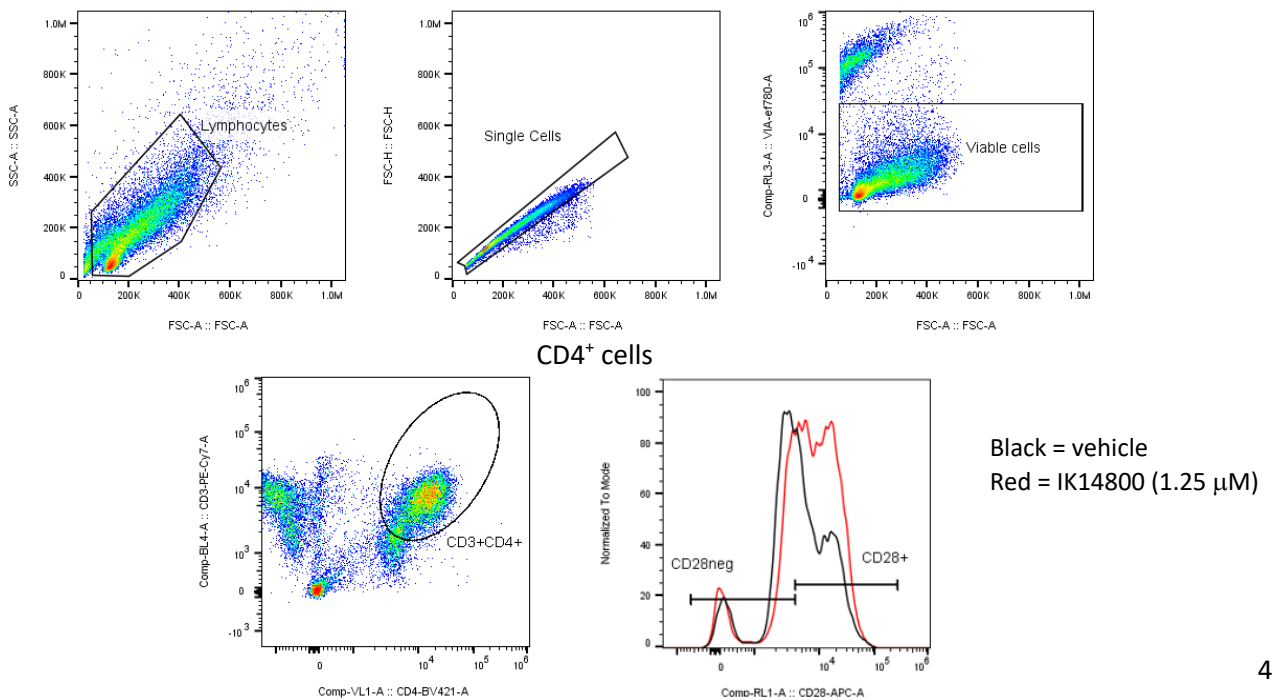 1.0M
800K
600K
400K
200K
0
SSC-A :: SSC-A
Lymphocytes
0 200K 400K 600K 800K 1.0M
FSC-A :: FSC-A
1.0M
800K
600K
400K
200K
0
FSC-H :: FSC-H
Single Cells
0 200K 400K 600K 800K 1.0M
FSC-A :: FSC-A
10^6
10^5
10^4
0
-10^4
Comp-RL3-A :: VIA-ef780-A
Viable cells
0 200K 400K 600K 800K 1.0M
FSC-A :: FSC-A
CD4⁺ cells
10^6
10^5
10^4
10^3
0
-10^3
Comp-BL4-A :: CD3-PE-Cy7-A
CD3+CD4+
0 10^4 10^5 10^6
Comp-VL1-A :: CD4-BV421-A
100
80
60
40
20
0
Normalized To Mode
CD28neg
CD28+
0 10^4 10^5 10^6
Comp-RL1-A :: CD28-APC-A
Black = vehicle
Red = IK14800 (1.25 μM)
4